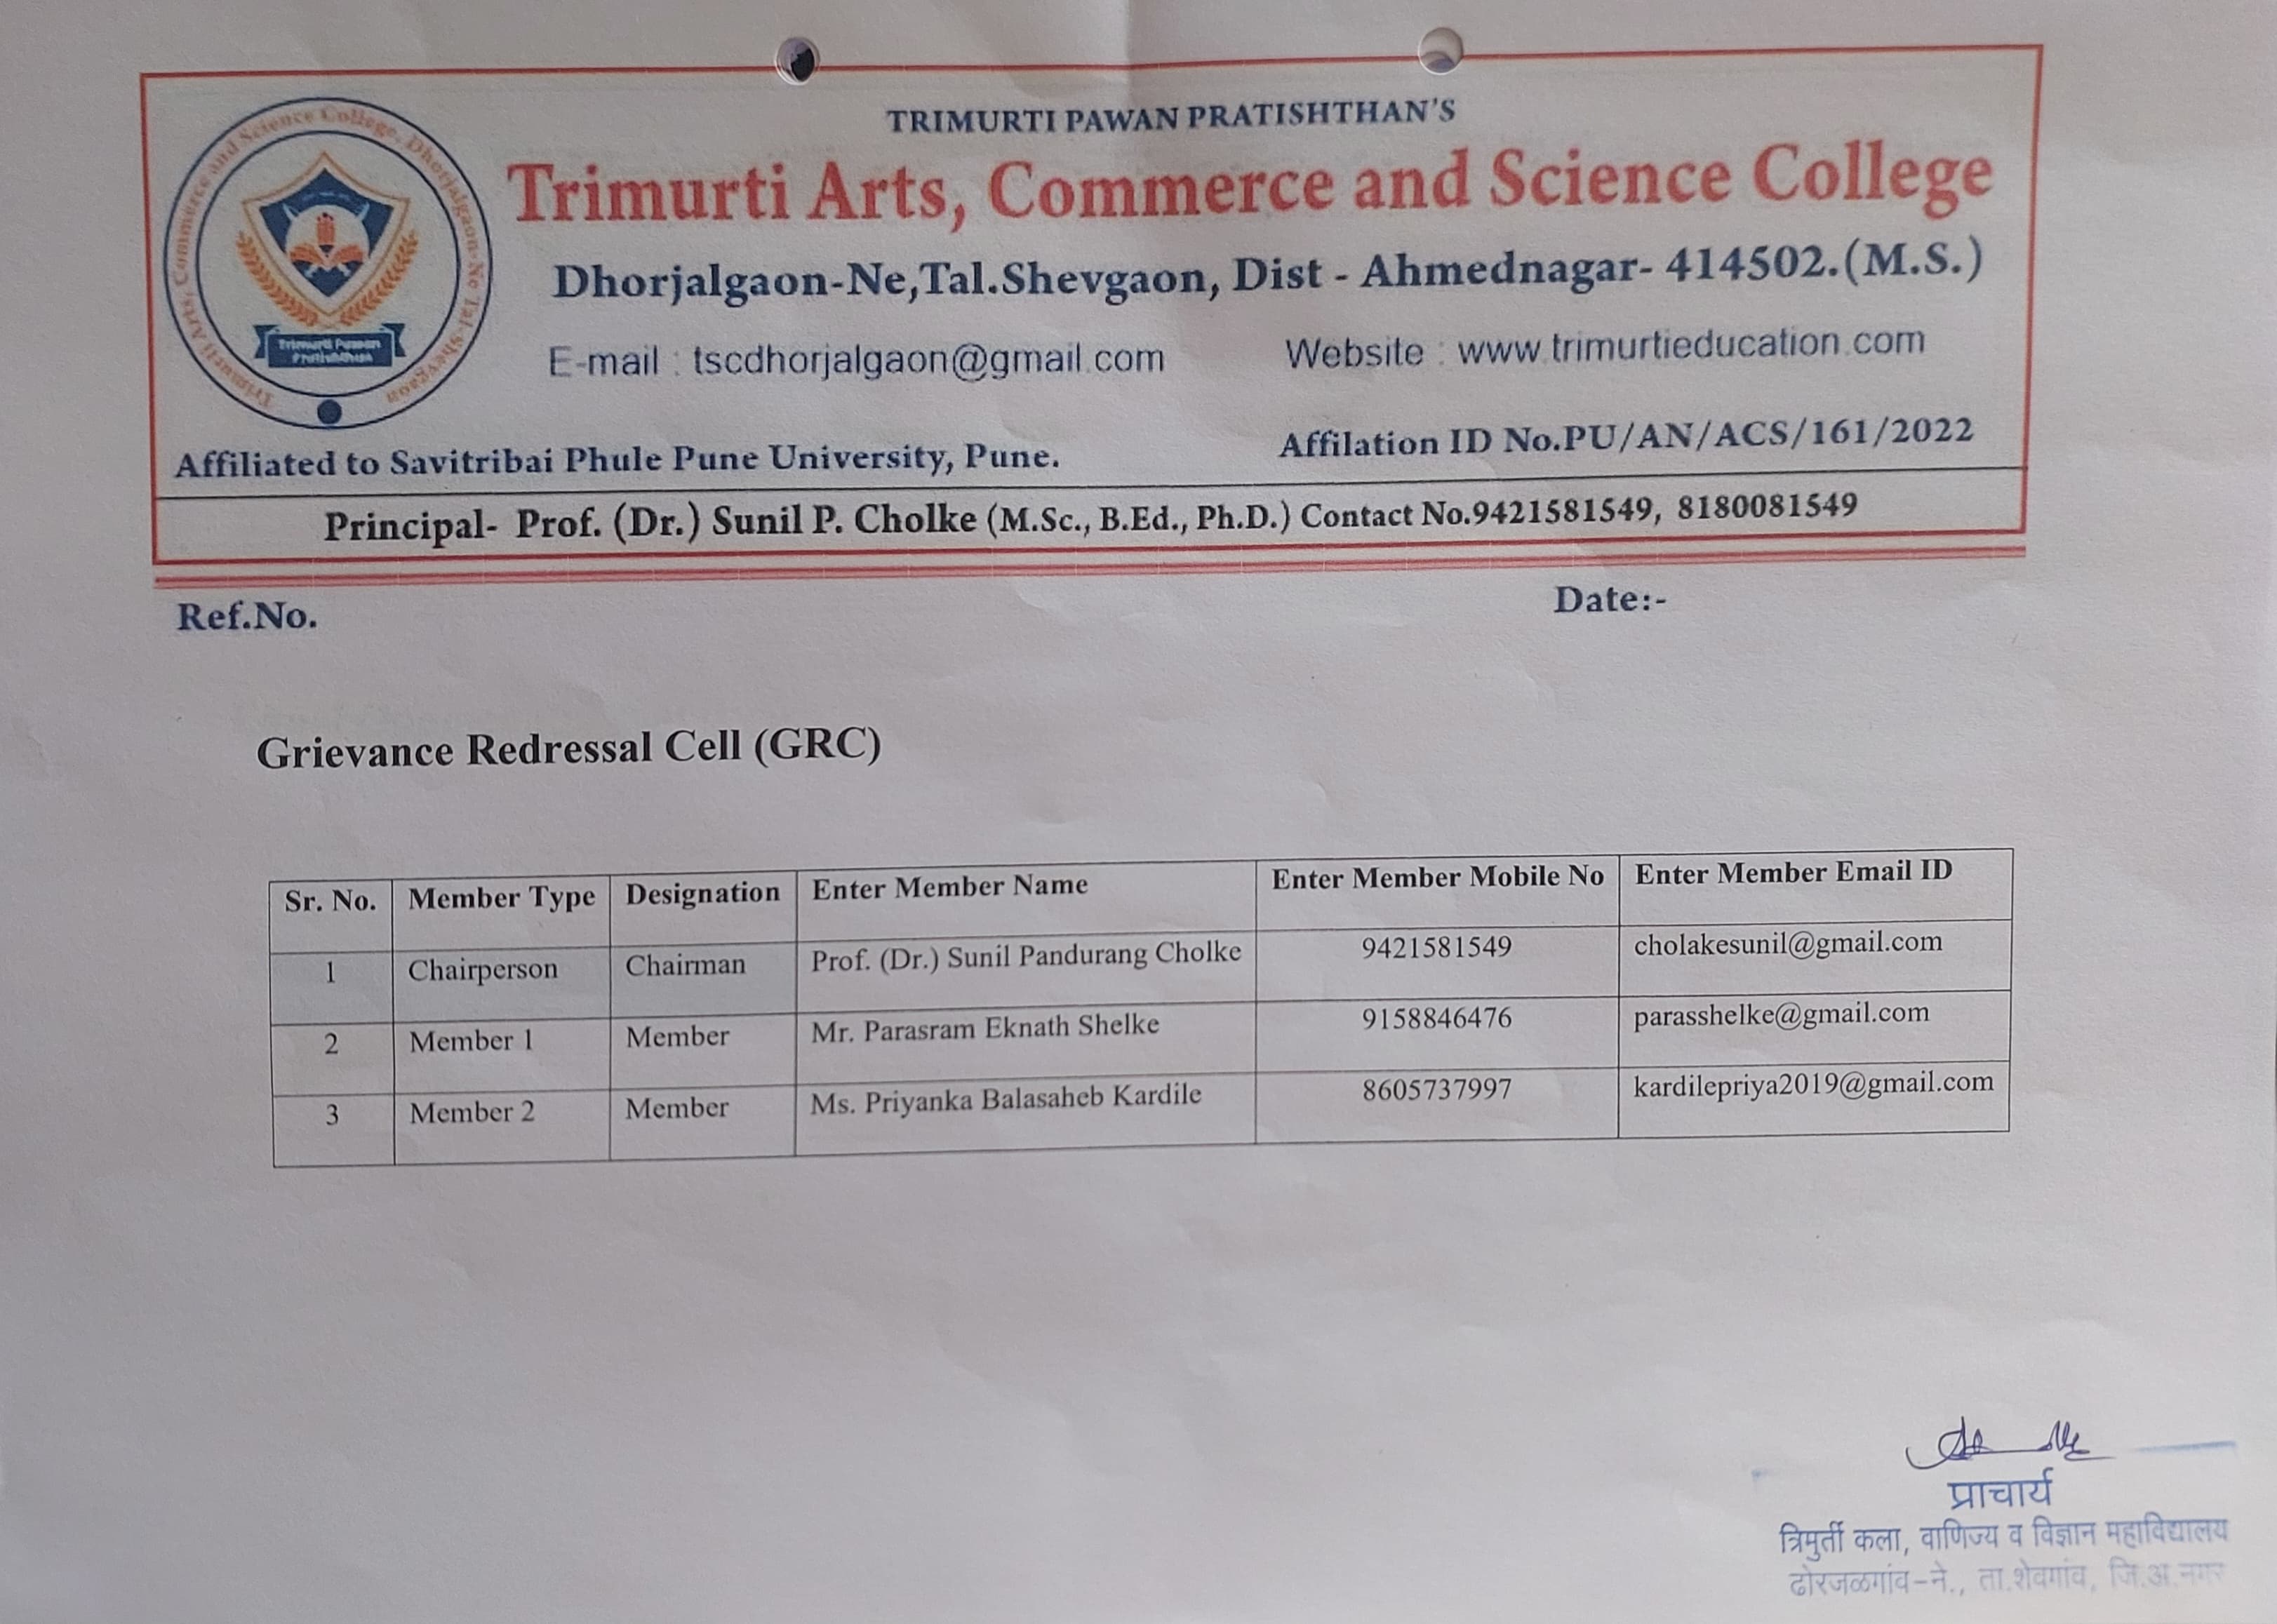 TRIMURTI PAWAN PRATISHTHAN'S
Trimurti Arts, Commerce and Science College
Dhorjalgaon-Ne,Tal.Shevgaon, Dist - Ahmednagar- 414502.(M.S.)
E-mail : tscdhorjalgaon@gmail.com Website : www.trimurtieducation.com
Trimurti Arts, Commerce and Science College, Dhorjalgaon-Ne Tal-Shevgaon
Trimurti Pawan
Pratishthan
Affiliated to Savitribai Phule Pune University, Pune. Affilation ID No.PU/AN/ACS/161/2022
Principal- Prof. (Dr.) Sunil P. Cholke (M.Sc., B.Ed., Ph.D.) Contact No.9421581549, 8180081549
Ref.No. Date:-
Grievance Redressal Cell (GRC)
Sr. No. Member Type Designation Enter Member Name Enter Member Mobile No Enter Member Email ID
1 Chairperson Chairman Prof. (Dr.) Sunil Pandurang Cholke 9421581549 cholakesunil@gmail.com
2 Member 1 Member Mr. Parasram Eknath Shelke 9158846476 parasshelke@gmail.com
3 Member 2 Member Ms. Priyanka Balasaheb Kardile 8605737997 kardilepriya2019@gmail.com
प्राचार्य
त्रिमुर्ती कला, वाणिज्य व विज्ञान महाविद्यालय
ढोरजळगांव-ने., ता.शेवगांव, जि.अ.नगर